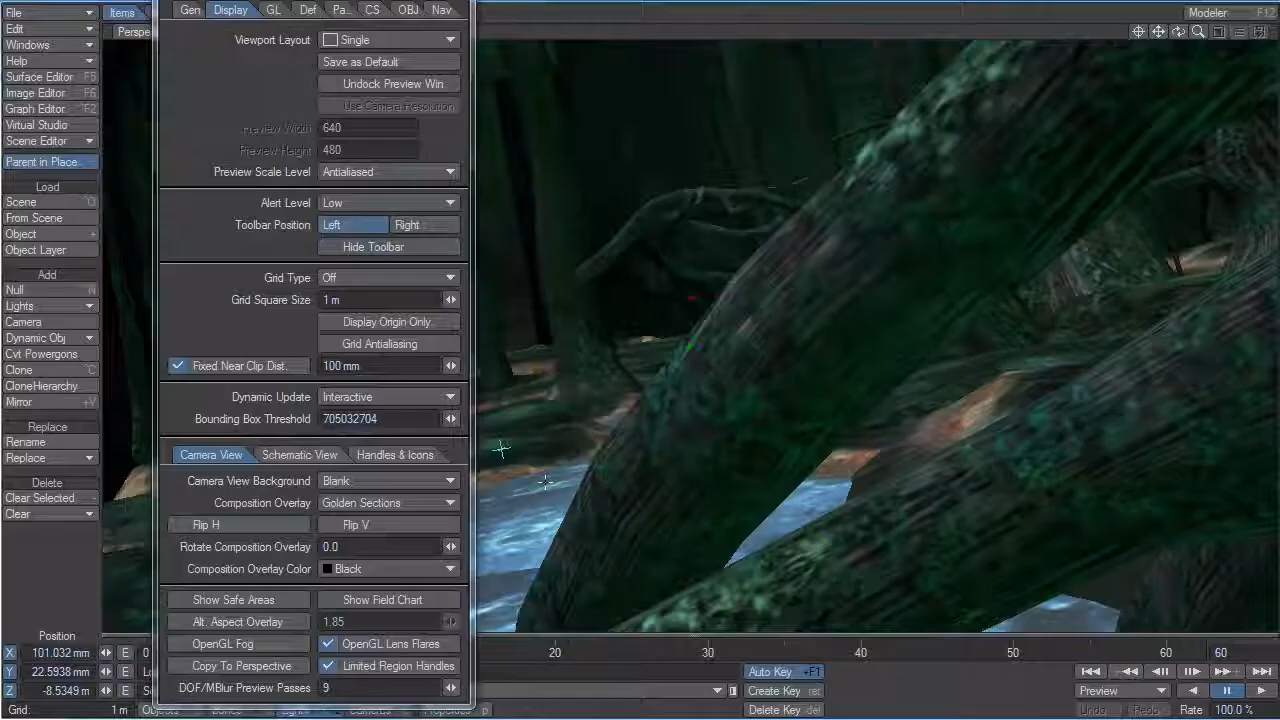 File
Edit
Windows
Help
Surface Editor F5
Image Editor F6
Graph Editor ^F2
Virtual Studio
Scene Editor
Parent in Place
Load
Scene ^O
From Scene
Object +
Object Layer
Add
Null N
Lights
Camera
Dynamic Obj
Cvt Powergons
Clone ^C
CloneHierarchy
Mirror +V
Replace
Rename
Replace
Delete
Clear Selected -
Clear
Items
Perspe
Modeler F12
Gen Display GL Def Pa.. CS OBJ Nav
Viewport Layout Single
Save as Default
Undock Preview Win
Use Camera Resolution
Preview Width 640
Preview Height 480
Preview Scale Level Antialiased
Alert Level Low
Toolbar Position Left Right
Hide Toolbar
Grid Type Off
Grid Square Size 1 m
Display Origin Only
Grid Antialiasing
Fixed Near Clip Dist. 100 mm
Dynamic Update Interactive
Bounding Box Threshold 705032704
Camera View Schematic View Handles & Icons
Camera View Background Blank
Composition Overlay Golden Sections
Flip H Flip V
Rotate Composition Overlay 0.0
Composition Overlay Color Black
Show Safe Areas Show Field Chart
Alt. Aspect Overlay 1.85
OpenGL Fog OpenGL Lens Flares
Copy To Perspective Limited Region Handles
DOF/MBlur Preview Passes 9
Position
X 101.032 mm E 0
Y 22.5938 mm E
Z -8.5349 m E
Grid: 1 m
20 30 40 50 60 60
Auto Key +F1
Create Key ret
Delete Key del
Preview
Undo Redo Rate 100.0 %